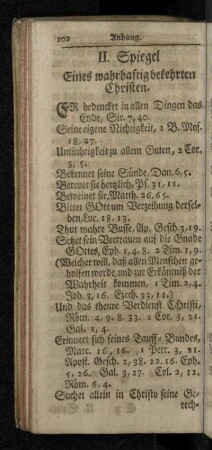 102 Anhang.
II. Spiegel
Eines wahrhafftig bekehrten
Christen.
ER bedencket in allen Dingen das
Ende, Sir. 7, 40.
Seine eigene Nichtigkeit, 1 B. Mos.
18, 27.
Untüchtigkeit zu allem Guten, 2 Cor.
3, 5.
Bekennet seine Sünde, Dan. 6, 5.
Bereuet sie hertzlich, Ps. 31, 11.
Beweinet sie, Matth. 26, 65.
Bittet GOtt um Verzeihung dersel-
ben, Luc. 18, 13.
Thut wahre Busse, Ap. Gesch. 3, 19.
Setzet sein Vertrauen auf die Gnade
GOttes, Eph. 1, 4. 8: 2 Tim. 1, 9.
(Welcher will, daß allen Menschen ge-
holfen werde, und zur Erkäntniß der
Wahrheit kommen, 1 Tim. 2, 4.
Joh. 3, 16. Ezech. 33, 11.)
Und das theure Verdienst Christi,
Röm. 4, 9. 8. 33. 2 Cor. 5, 21.
Gal. 1, 4.
Erinnert sich seines Tauff-Bundes,
Marc. 16, 16. 1 Petr. 3, 21.
Apost. Gesch. 2, 38. 22, 16. Eph.
5, 26. Gal. 3, 27. Col. 2, 12.
Röm. 6, 4.
Suchet allein in Christo seine Ge-
rech-